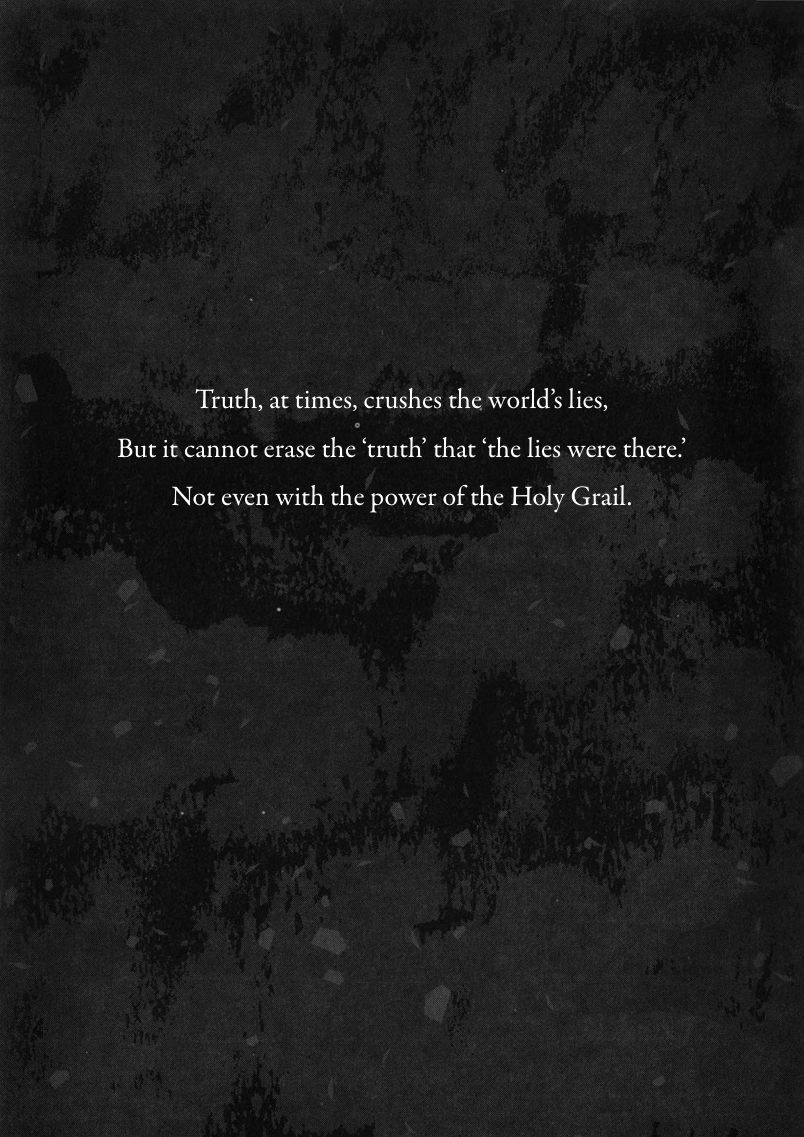 Truth, at times, crushes the world’s lies,
But it cannot erase the ‘truth’ that ‘the lies were there.’
Not even with the power of the Holy Grail.